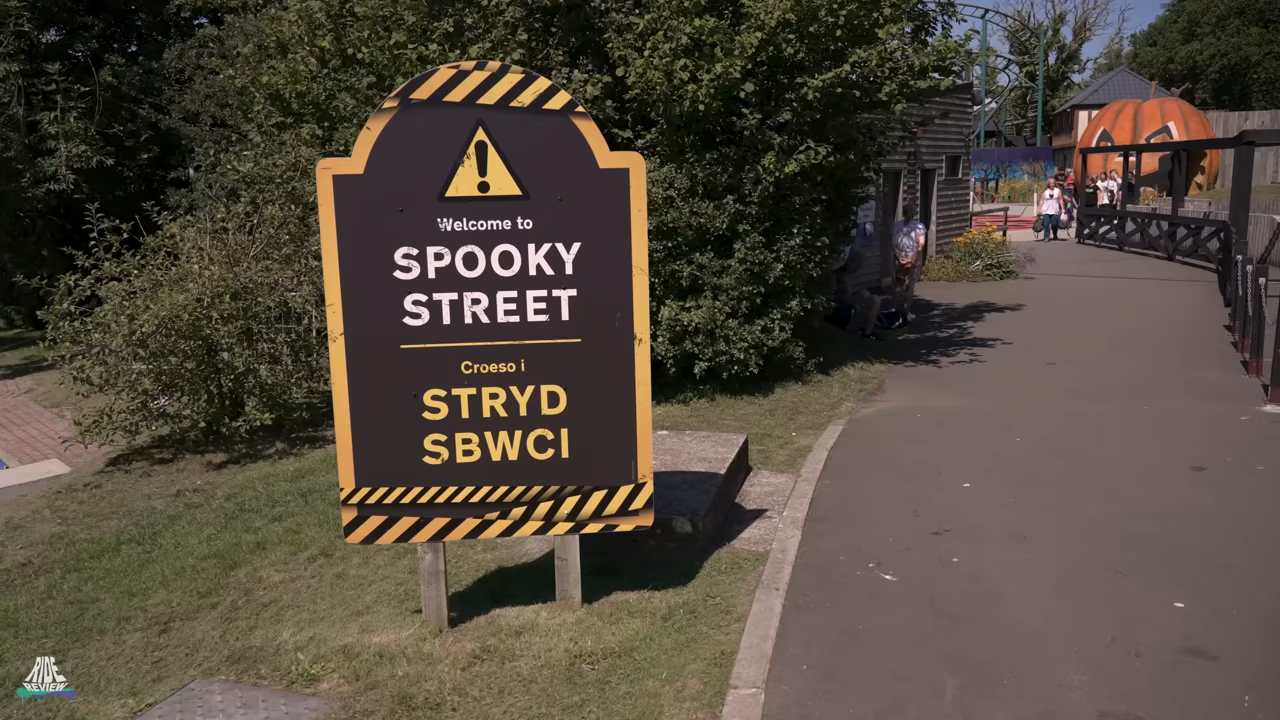 Welcome to
SPOOKY
STREET
Croeso i
STRYD
SBWCI
RIDE
REVIEW